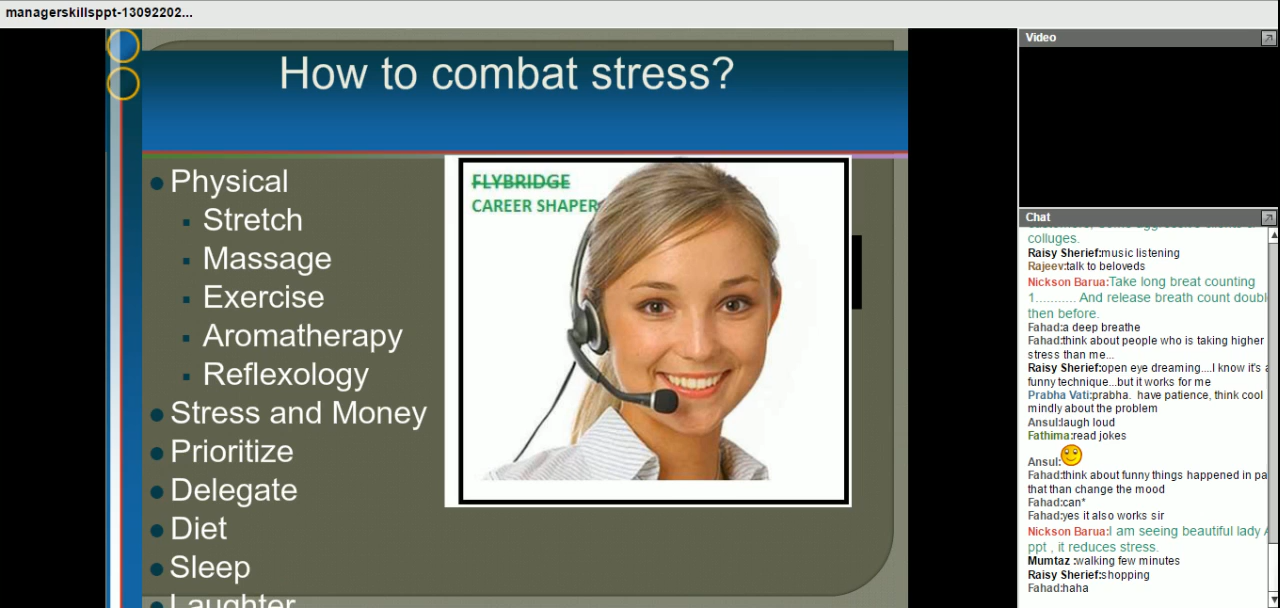 managerskillsppt-13092202...
How to combat stress?
Physical
Stretch
Massage
Exercise
Aromatherapy
Reflexology
Stress and Money
Prioritize
Delegate
Diet
Sleep
Laughter
FLYBRIDGE
CAREER SHAPER
Video
Chat
colluges.
Raisy Sherief:music listening
Rajeev:talk to beloveds
Nickson Barua:Take long breat counting
1........... And release breath count doubl
then before.
Fahad:a deep breathe
Fahad:think about people who is taking higher
stress than me...
Raisy Sherief:open eye dreaming....I know it's a
funny technique...but it works for me
Prabha Vati:prabha. have patience, think cool
mindly about the problem
Ansul:laugh loud
Fathima:read jokes
Ansul:
Fahad:think about funny things happened in pa
that than change the mood
Fahad:can*
Fahad:yes it also works sir
Nickson Barua:I am seeing beautiful lady
ppt , it reduces stress.
Mumtaz :walking few minutes
Raisy Sherief:shopping
Fahad:haha